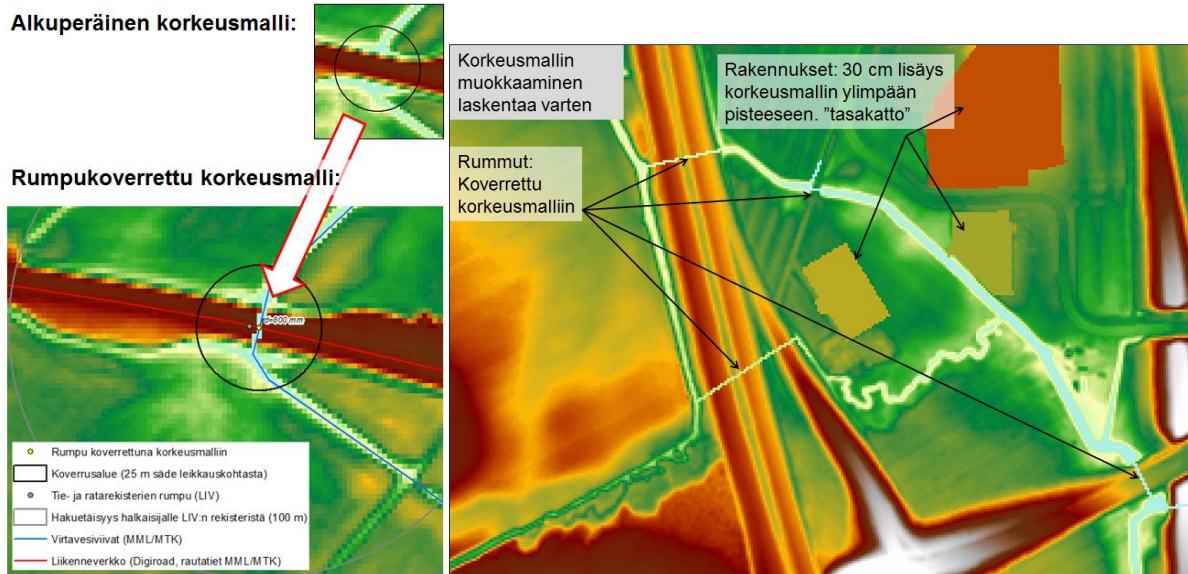 Alkuperäinen korkeusmalli:
Rumpukoverrettu korkeusmalli:
d=800 mm
Rumpu koverrettuna korkeusmalliin
Koverrusalue (25 m säde leikkauskohtasta)
Tie- ja ratarekisterien rumpu (LIV)
Hakuetäisyys halkaisijalle LIV:n rekisteristä (100 m)
Virtavesiviivat (MML/MTK)
Liikenneverkko (Digiroad, rautatiet MML/MTK)
Korkeusmallin
muokkaaminen
laskentaa varten
Rakennukset: 30 cm lisäys
korkeusmallin ylimpään
pisteeseen. ”tasakatto”
Rummut:
Koverrettu
korkeusmalliin